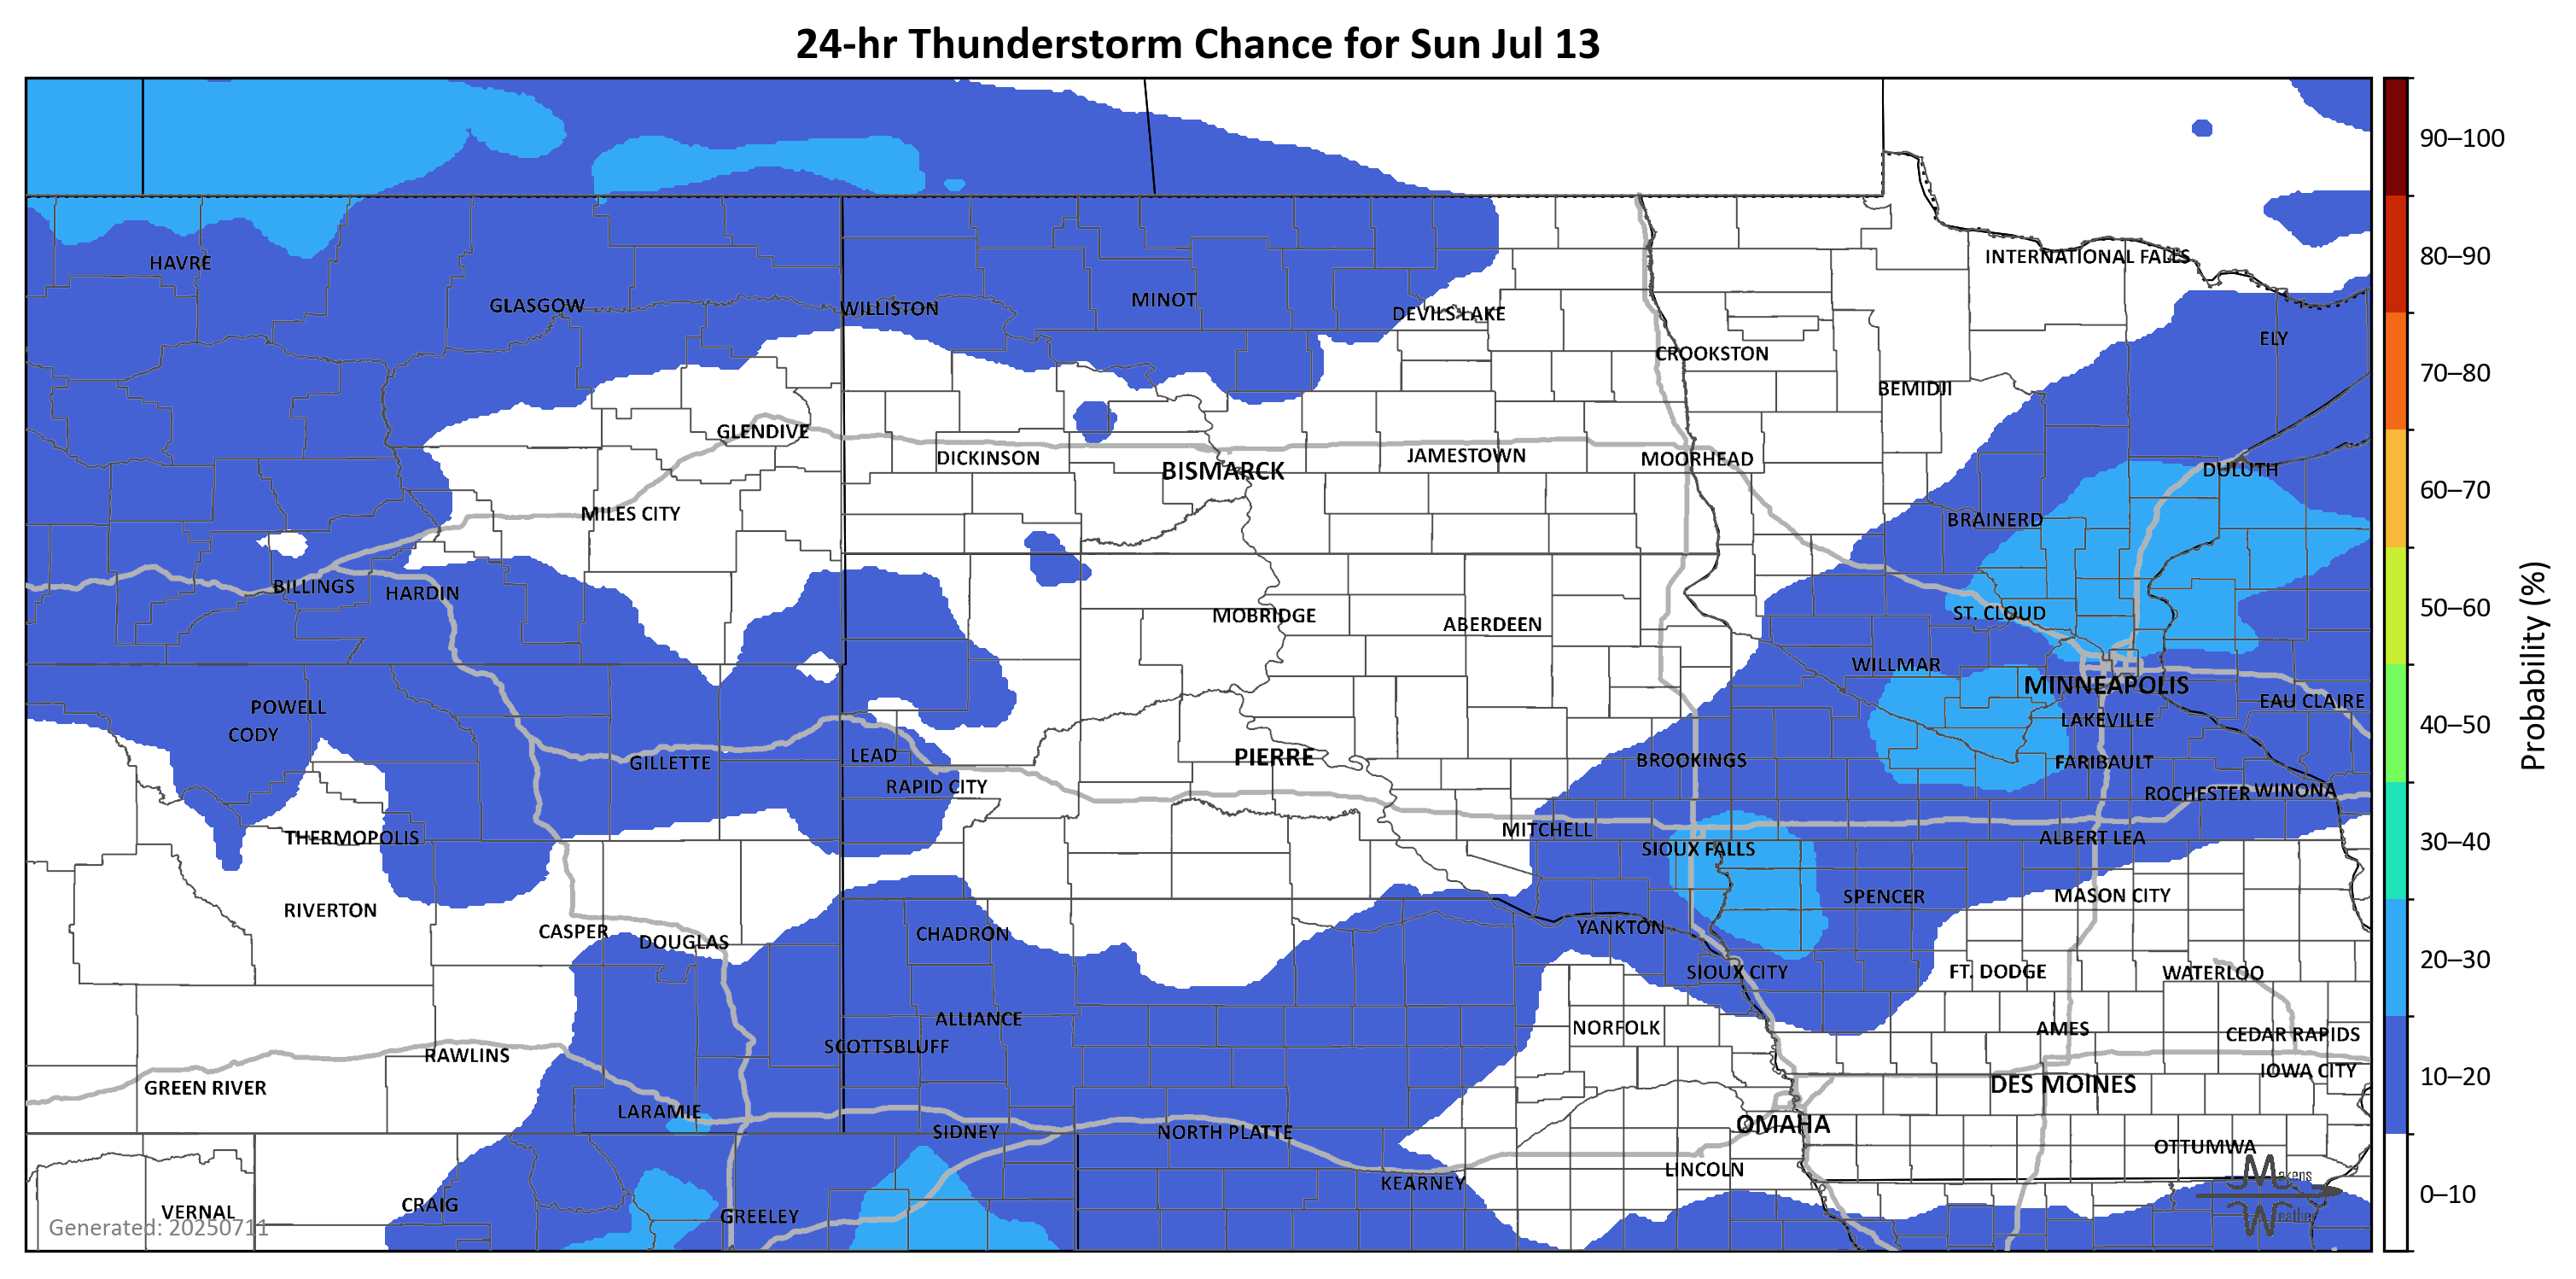 24-hr Thunderstorm Chance for Sun Jul 13
90–100
80–90
70–80
60–70
50–60
40–50
30–40
20–30
10–20
0–10
Probability (%)
INTERNATIONAL FALLS
HAVRE
GLASGOW
WILLISTON
MINOT
DEVILS LAKE
ELY
CROOKSTON
BEMIDJI
GLENDIVE
DICKINSON
BISMARCK
JAMESTOWN
MOORHEAD
DULUTH
MILES CITY
BRAINERD
BILLINGS
HARDIN
MOBRIDGE
ABERDEEN
ST. CLOUD
WILLMAR
MINNEAPOLIS
EAU CLAIRE
POWELL
CODY
LAKEVILLE
GILLETTE
LEAD
PIERRE
BROOKINGS
FARIBAULT
RAPID CITY
ROCHESTER
WINONA
THERMOPOLIS
MITCHELL
ALBERT LEA
SIOUX FALLS
RIVERTON
SPENCER
MASON CITY
CASPER
DOUGLAS
CHADRON
YANKTON
SIOUX CITY
FT. DODGE
WATERLOO
ALLIANCE
NORFOLK
AMES
CEDAR RAPIDS
SCOTTSBLUFF
RAWLINS
IOWA CITY
GREEN RIVER
DES MOINES
LARAMIE
OMAHA
SIDNEY
NORTH PLATTE
OTTUMWA
LINCOLN
KEARNEY
CRAIG
VERNAL
GREELEY
Generated: 20250711
Makens
Weather